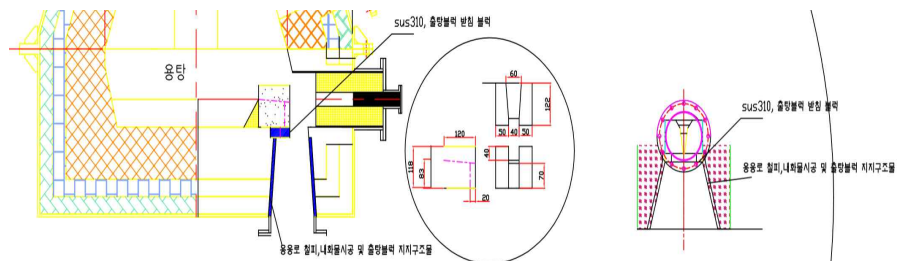 sus310, 출탕블럭 받침 블럭
용탕
60
122
50 40 50
120
118
83
20
40
70
용융로 철피,내화물시공 및 출탕블럭 지지구조물
sus310, 출탕블럭 받침 블럭
용융로 철피,내화물시공 및 출탕블럭 지지구조물